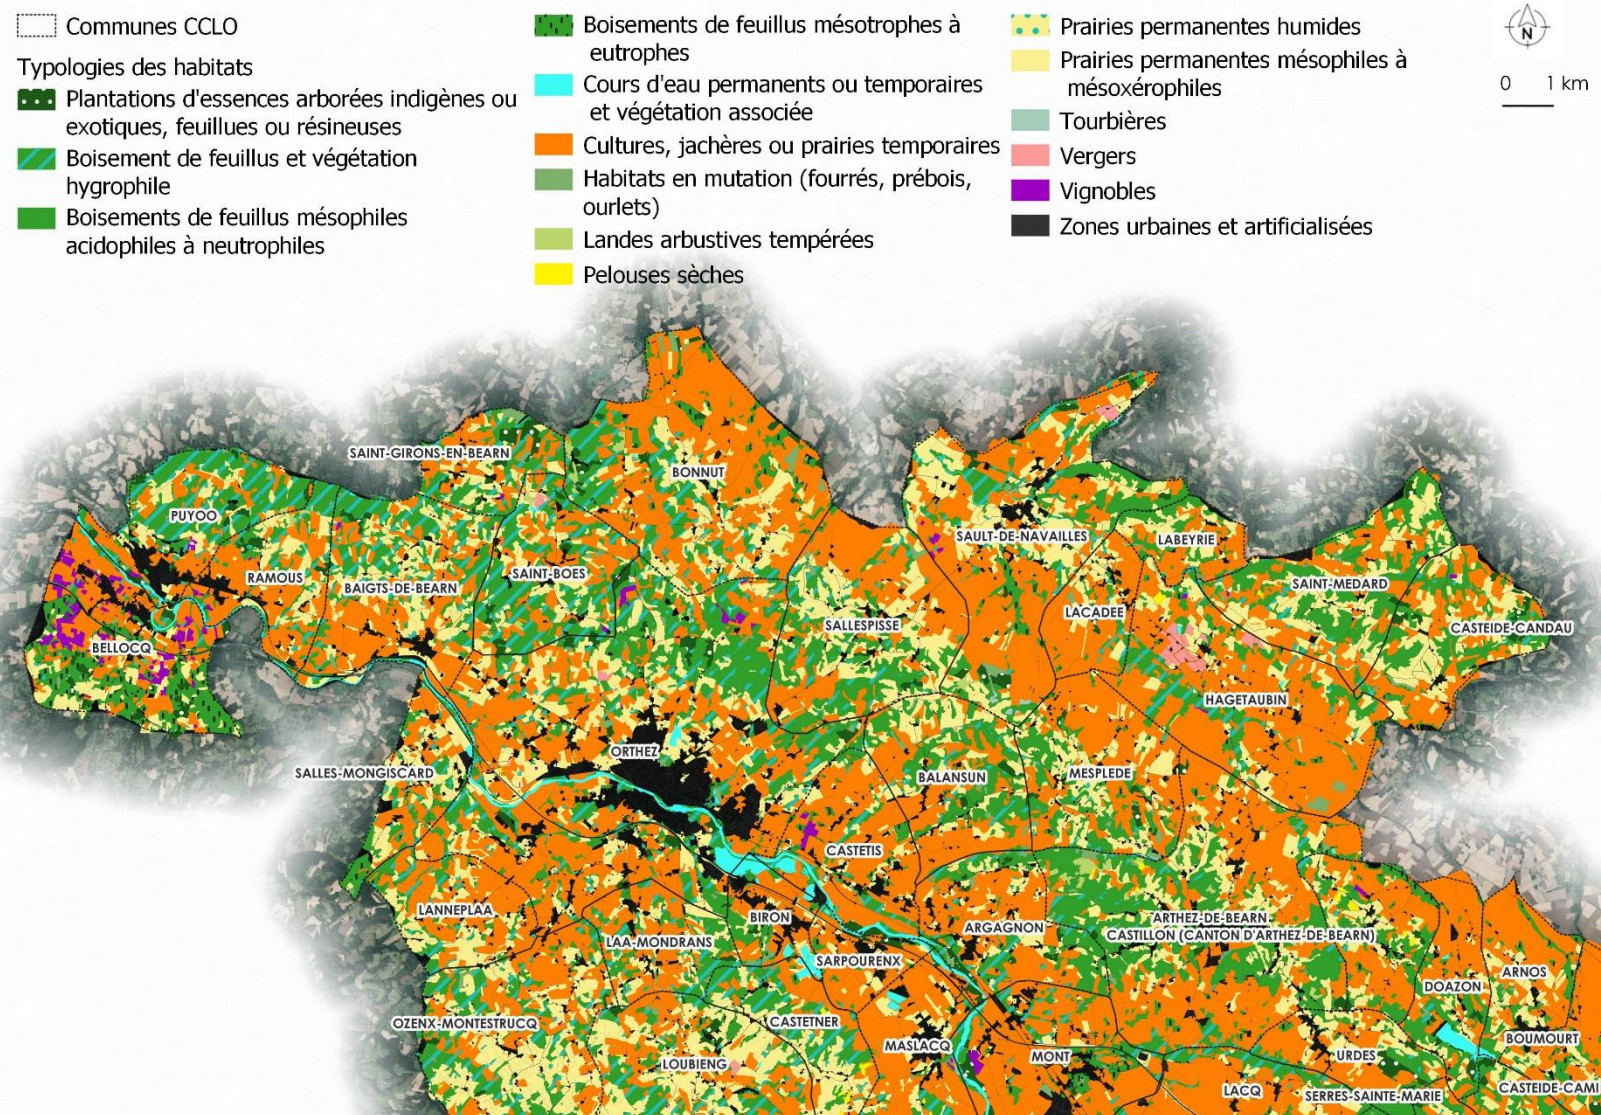 Communes CCLO
Typologies des habitats
Plantations d'essences arborées indigènes ou
exotiques, feuillues ou résineuses
Boisement de feuillus et végétation
hygrophile
Boisements de feuillus mésophiles
acidophiles à neutrophiles
Boisements de feuillus mésotrophes à
eutrophes
Cours d'eau permanents ou temporaires
et végétation associée
Cultures, jachères ou prairies temporaires
Habitats en mutation (fourrés, prébois,
ourlets)
Landes arbustives tempérées
Pelouses sèches
Prairies permanentes humides
Prairies permanentes mésophiles à
mésoxérophiles
Tourbières
Vergers
Vignobles
Zones urbaines et artificialisées
N
0 1 km
SAINT-GIRONS-EN-BEARN
BONNUT
PUYOO
SAULT-DE-NAVAILLES
LABEYRIE
RAMOUS
BAIGTS-DE-BEARN
SAINT-BOES
SAINT-MEDARD
LACADEE
SALLESPISSE
CASTEIDE-CANDAU
BELLOCQ
HAGETAUBIN
ORTHEZ
SALLES-MONGISCARD
BALANSUN
MESPLEDE
CASTETIS
LANNEPLAA
BIRON
ARGAGNON
ARTHEZ-DE-BEARN
CASTILLON (CANTON D'ARTHEZ-DE-BEARN)
LAA-MONDRANS
SARPOURENX
ARNOS
DOAZON
OZENX-MONTESTRUCQ
CASTETNER
BOUMOURT
MASLACQ
MONT
URDES
LOUBIENG
LACQ
SERRES-SAINTE-MARIE
CASTEIDE-CAMI